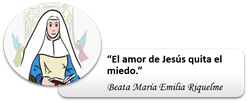 “El amor de Jesús quita el
miedo.”
Beata María Emilia Riquelme